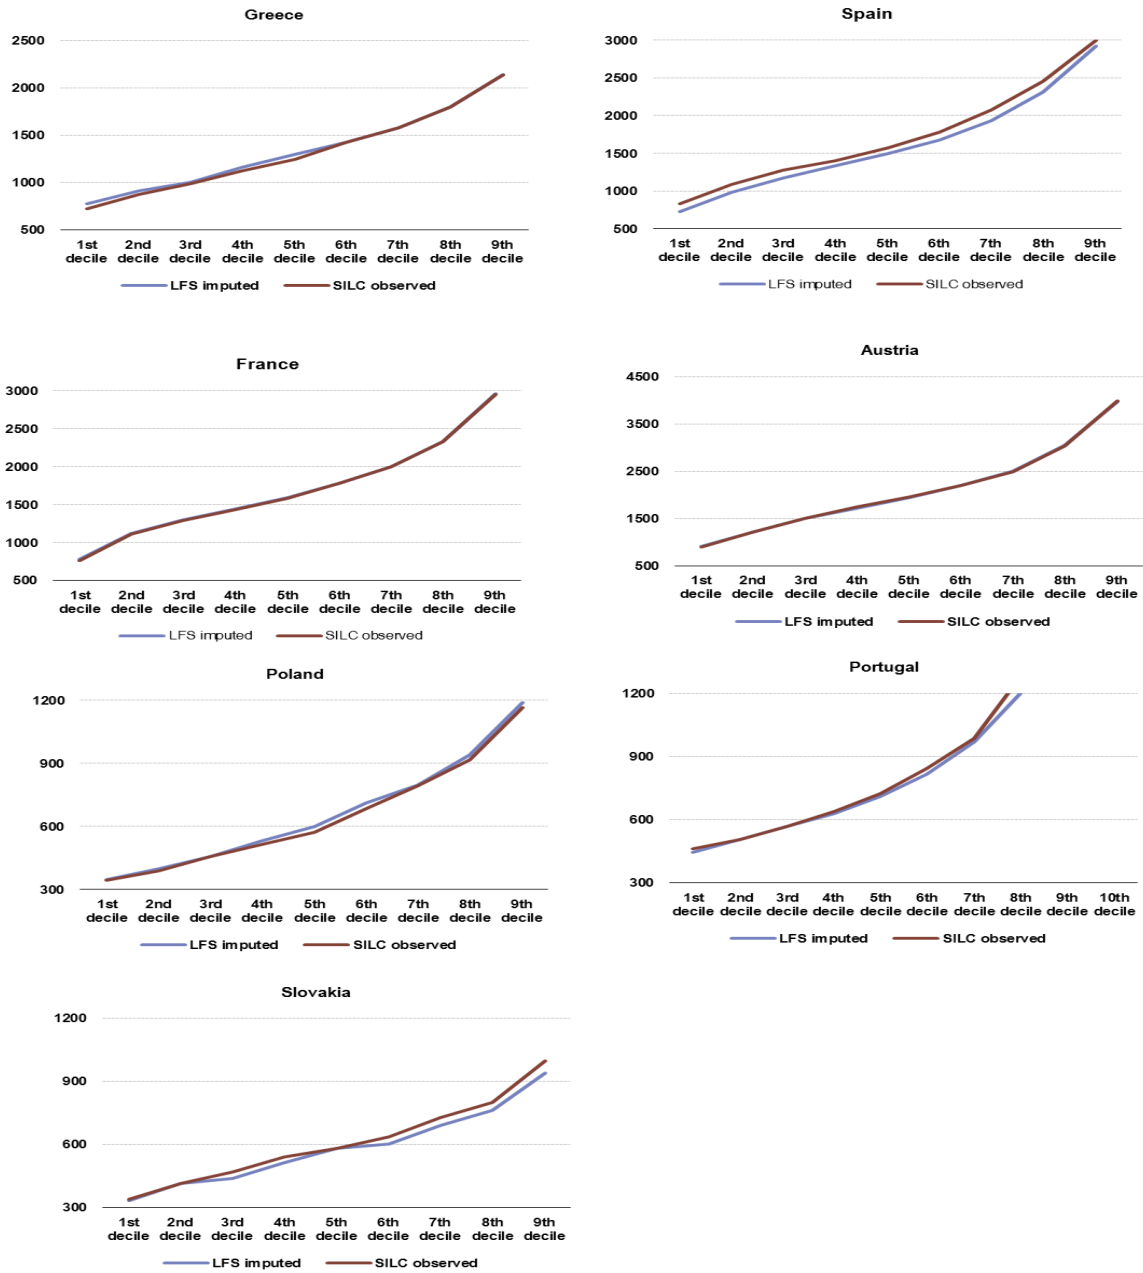 Greece
2500
2000
1500
1000
500
1st decile 2nd decile 3rd decile 4th decile 5th decile 6th decile 7th decile 8th decile 9th decile
LFS imputed SILC observed
Spain
3000
2500
2000
1500
1000
500
1st decile 2nd decile 3rd decile 4th decile 5th decile 6th decile 7th decile 8th decile 9th decile
LFS imputed SILC observed
France
3000
2500
2000
1500
1000
500
1st decile 2nd decile 3rd decile 4th decile 5th decile 6th decile 7th decile 8th decile 9th decile
LFS imputed SILC observed
Austria
4500
3500
2500
1500
500
1st decile 2nd decile 3rd decile 4th decile 5th decile 6th decile 7th decile 8th decile 9th decile
LFS imputed SILC observed
Poland
1200
900
600
300
1st decile 2nd decile 3rd decile 4th decile 5th decile 6th decile 7th decile 8th decile 9th decile
LFS imputed SILC observed
Portugal
1200
900
600
300
1st decile 2nd decile 3rd decile 4th decile 5th decile 6th decile 7th decile 8th decile 9th decile 10th decile
LFS imputed SILC observed
Slovakia
1200
900
600
300
1st decile 2nd decile 3rd decile 4th decile 5th decile 6th decile 7th decile 8th decile 9th decile
LFS imputed SILC observed